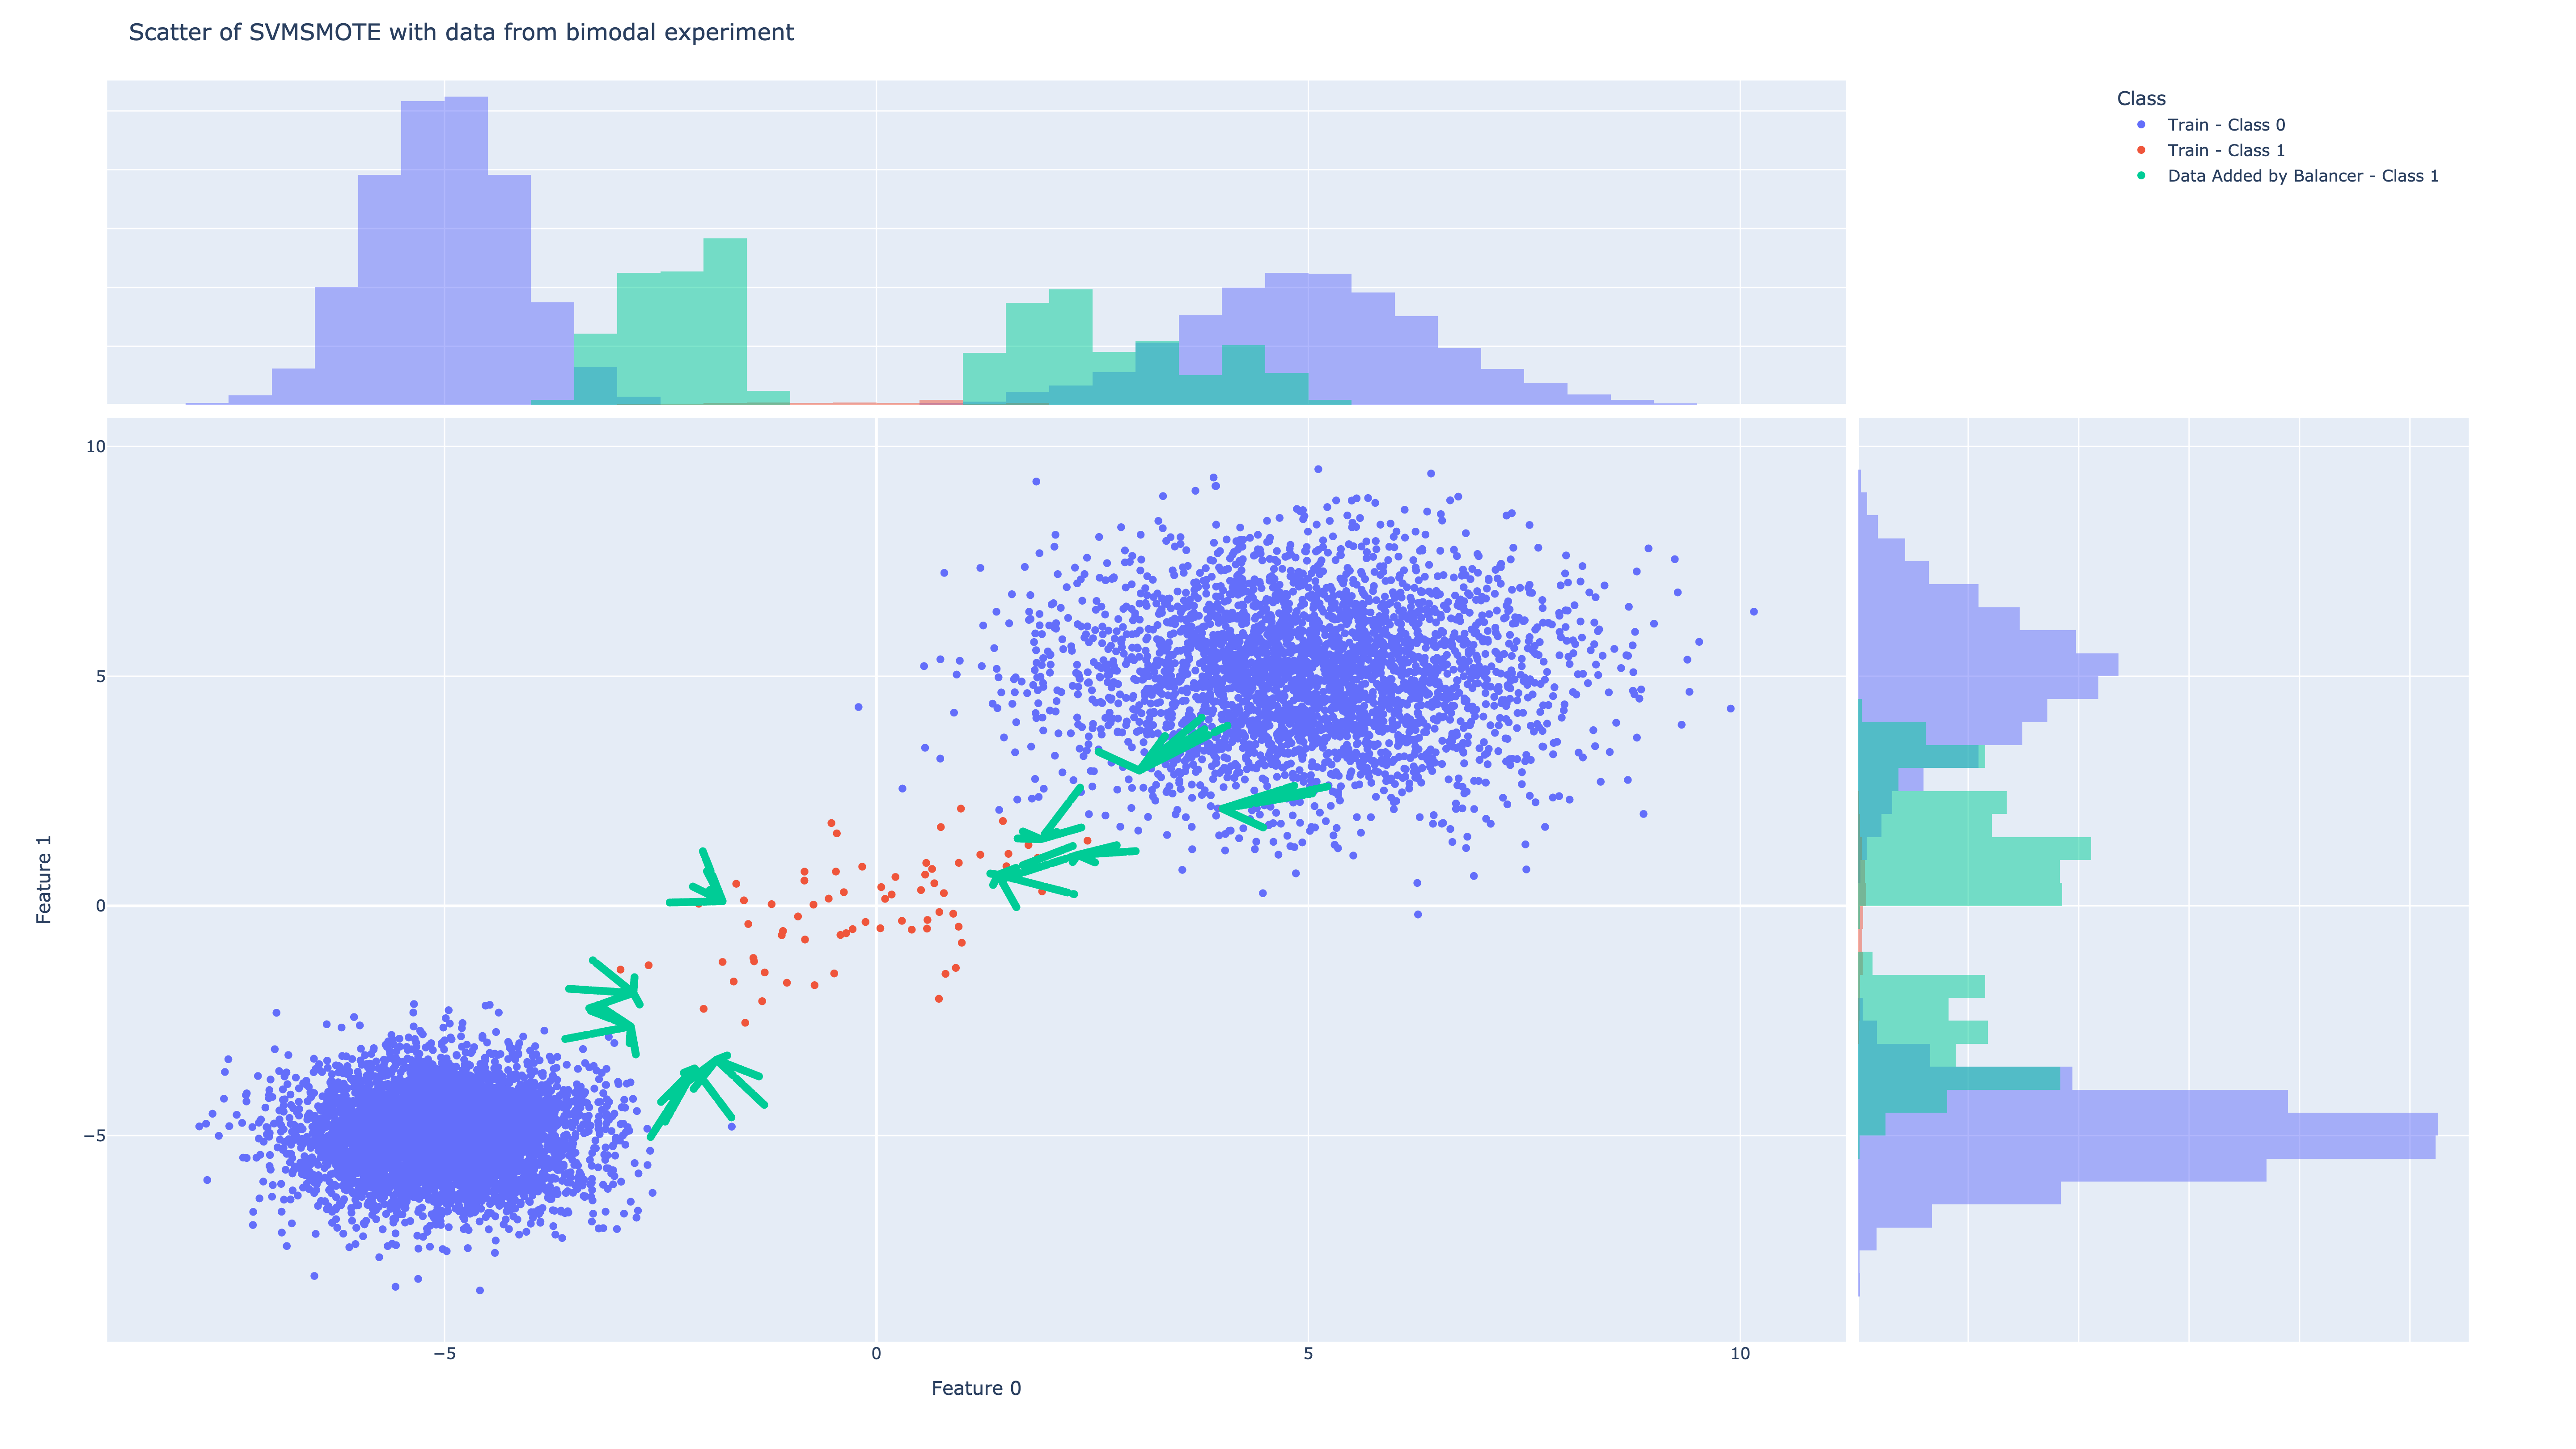 Scatter of SVMSMOTE with data from bimodal experiment
Class
Train - Class 0
Train - Class 1
Data Added by Balancer - Class 1
10
5
0
−5
Feature 1
−5
0
5
10
Feature 0